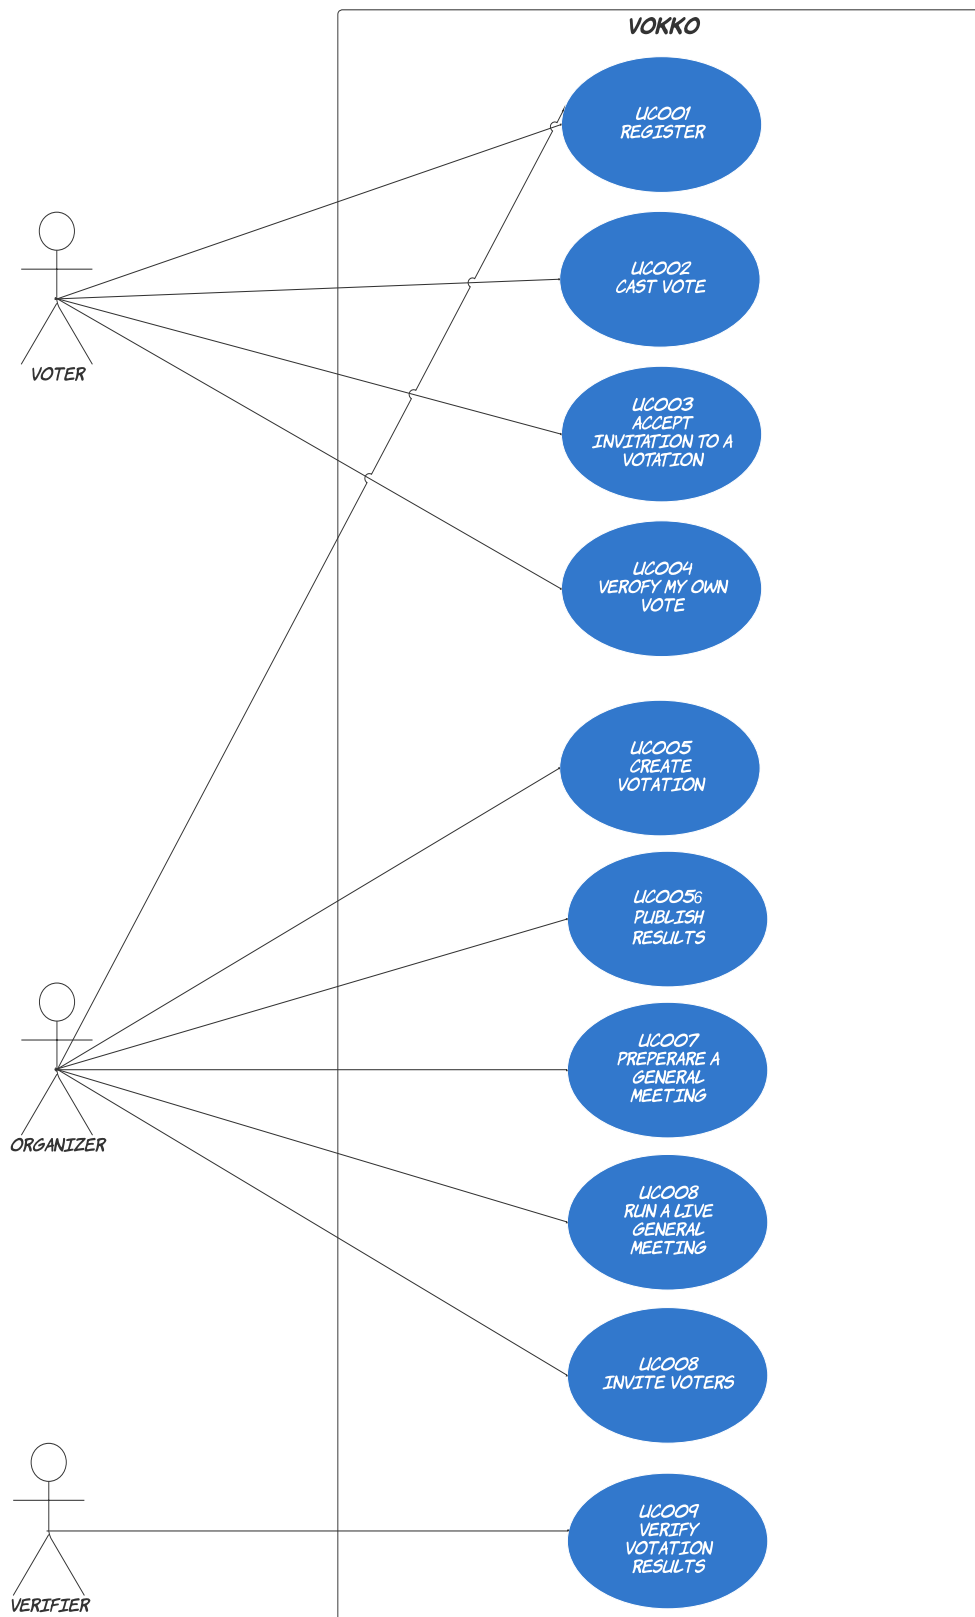 VOKKO
UC001
REGISTER
UC002
CAST VOTE
VOTER
UC003
ACCEPT
INVITATION TO A
VOTATION
UC004
VEROFY MY OWN
VOTE
UC005
CREATE
VOTATION
UC0056
PUBLISH
RESULTS
UC007
PREPERARE A
GENERAL
MEETING
ORGANIZER
UC008
RUN A LIVE
GENERAL
MEETING
UC008
INVITE VOTERS
UC009
VERIFY
VOTATION
RESULTS
VERIFIER